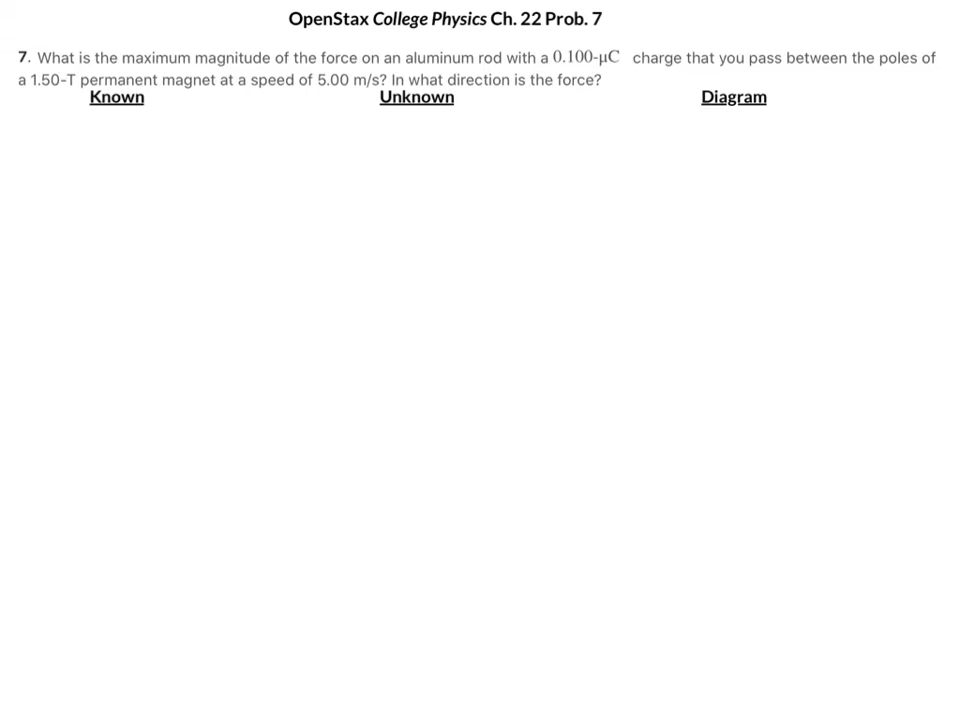 OpenStax College Physics Ch. 22 Prob. 7
7. What is the maximum magnitude of the force on an aluminum rod with a 0.100-μC charge that you pass between the poles of
a 1.50-T permanent magnet at a speed of 5.00 m/s? In what direction is the force?
Known Unknown Diagram